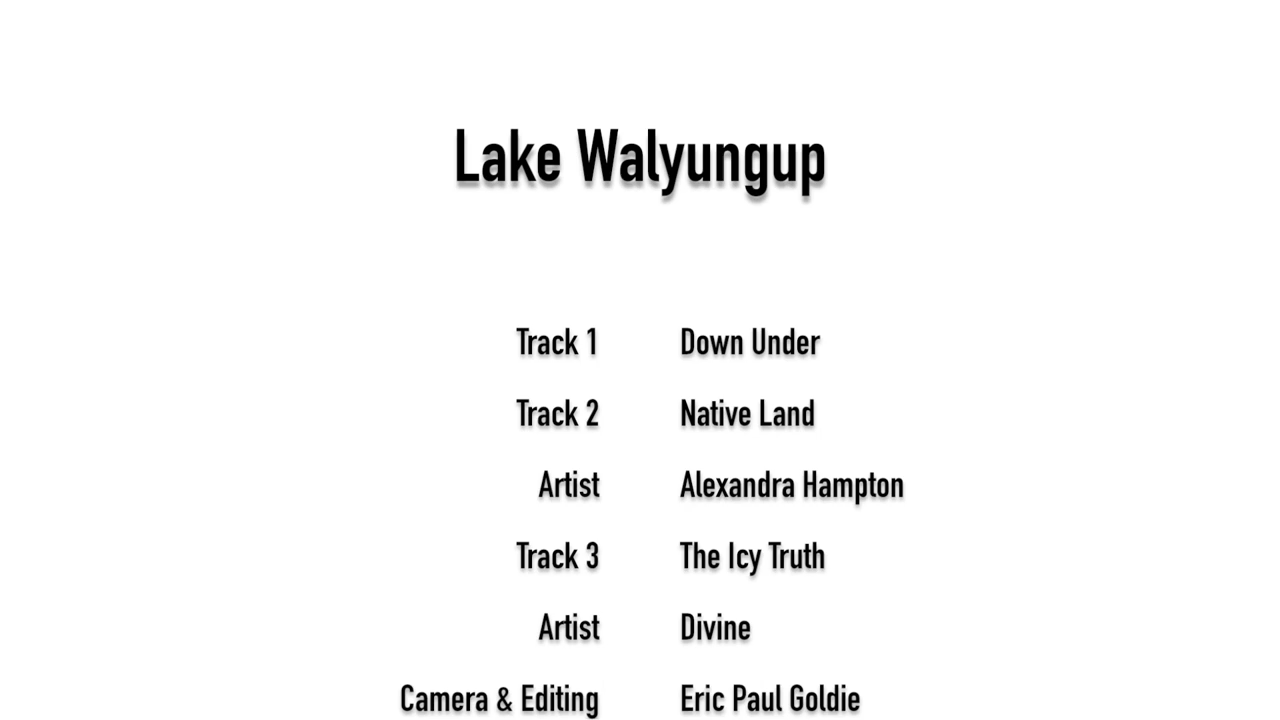 Lake Walyungup
Track 1 Down Under
Track 2 Native Land
Artist Alexandra Hampton
Track 3 The Icy Truth
Artist Divine
Camera & Editing Eric Paul Goldie